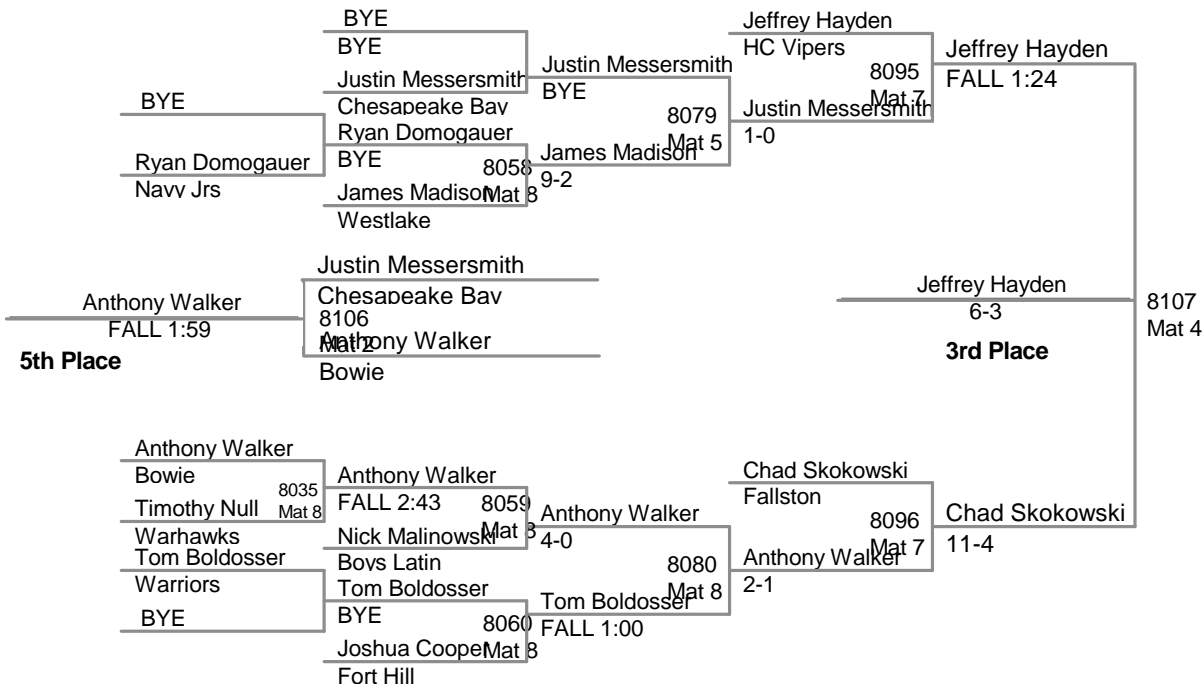 BYE
BYE
Justin Messersmith
Chesapeake Bay
BYE
Ryan Domogauer
Navy Jrs
Ryan Domogauer
BYE
8058
Mat 8
James Madison
Westlake
Justin Messersmith
BYE
8079
Mat 5
James Madison
9-2
Jeffrey Hayden
HC Vipers
8095
Mat 7
Justin Messersmith
1-0
Jeffrey Hayden
FALL 1:24
Justin Messersmith
Chesapeake Bay
8106
Mat 2
Anthony Walker
Bowie
Anthony Walker
FALL 1:59
5th Place
Jeffrey Hayden
6-3
3rd Place
8107
Mat 4
Anthony Walker
Bowie
8035
Mat 8
Timothy Null
Warhawks
Tom Boldosser
Warriors
BYE
Anthony Walker
FALL 2:43
8059
Mat 8
Nick Malinowski
Boys Latin
Tom Boldosser
BYE
8060
Mat 8
Joshua Cooper
Fort Hill
Anthony Walker
4-0
8080
Mat 8
Tom Boldosser
FALL 1:00
Chad Skokowski
Fallston
8096
Mat 7
Anthony Walker
2-1
Chad Skokowski
11-4